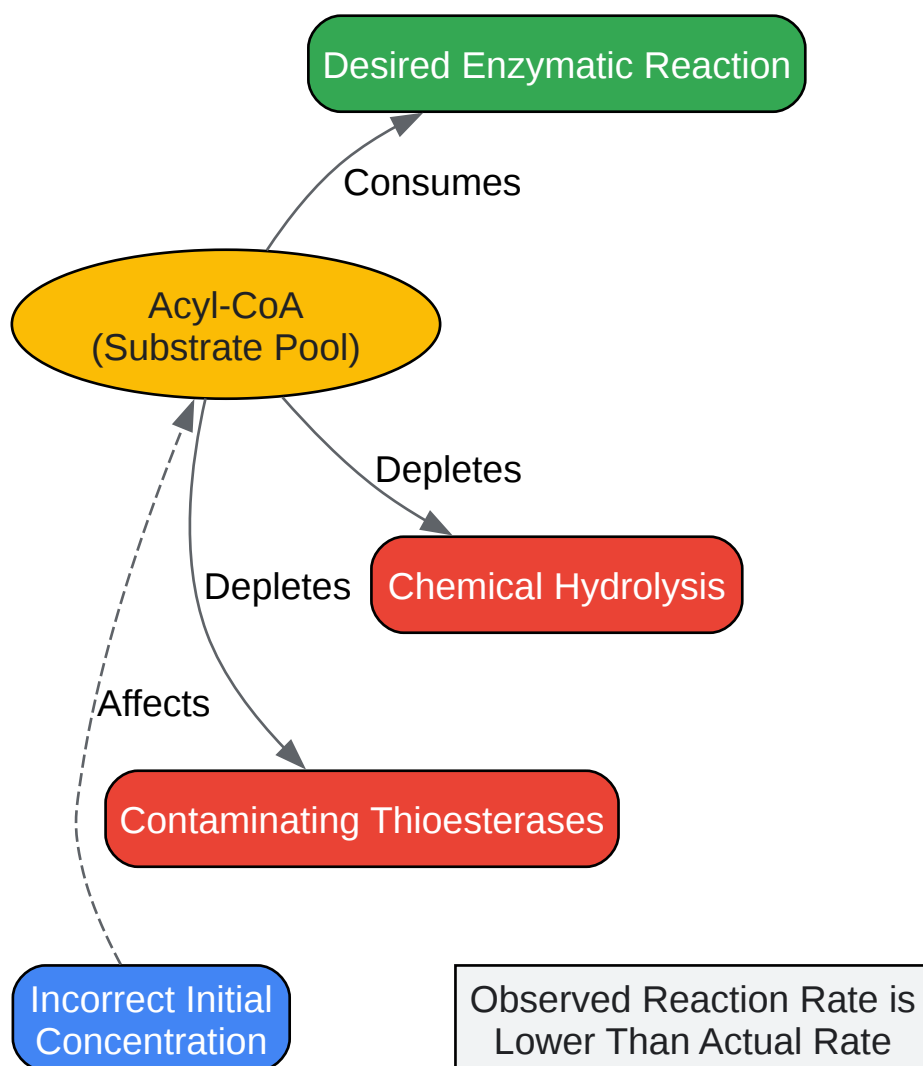 Desired Enzymatic Reaction
Consumes
Acyl-CoA
(Substrate Pool)
Depletes
Chemical Hydrolysis
Depletes
Affects
Contaminating Thioesterases
Incorrect Initial
Concentration
Observed Reaction Rate is
Lower Than Actual Rate